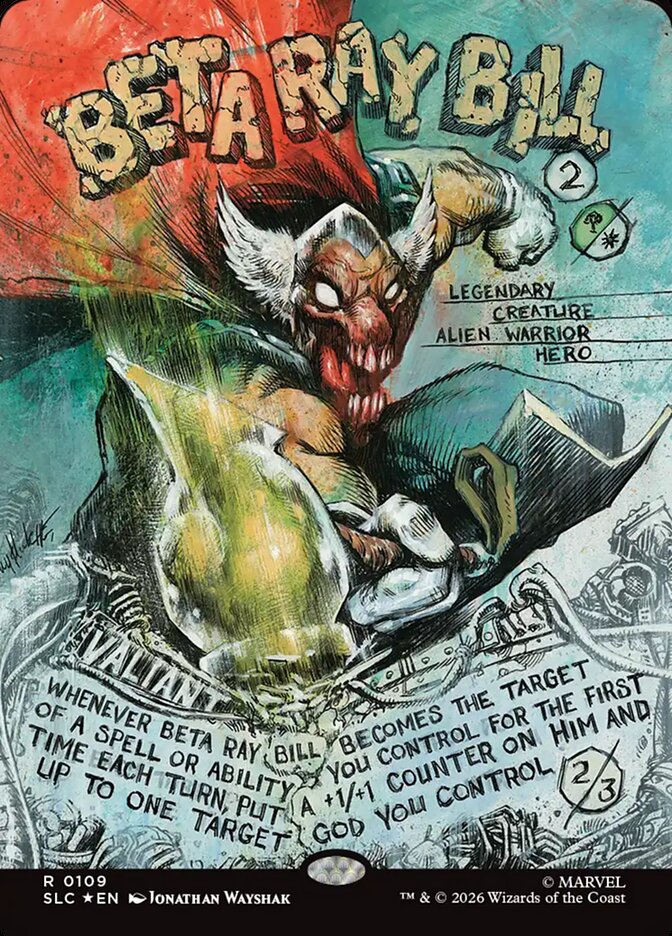 BETA RAY BILL
2
LEGENDARY
CREATURE
ALIEN WARRIOR
HERO
VALIANT
WHENEVER BETA RAY BILL BECOMES THE TARGET
OF A SPELL OR ABILITY YOU CONTROL FOR THE FIRST
TIME EACH TURN, PUT A +1/+1 COUNTER ON HIM AND
UP TO ONE TARGET GOD YOU CONTROL
2/3
R 0109
SLC ★ EN JONATHAN WAYSHAK
© MARVEL
™ & © 2026 Wizards of the Coast